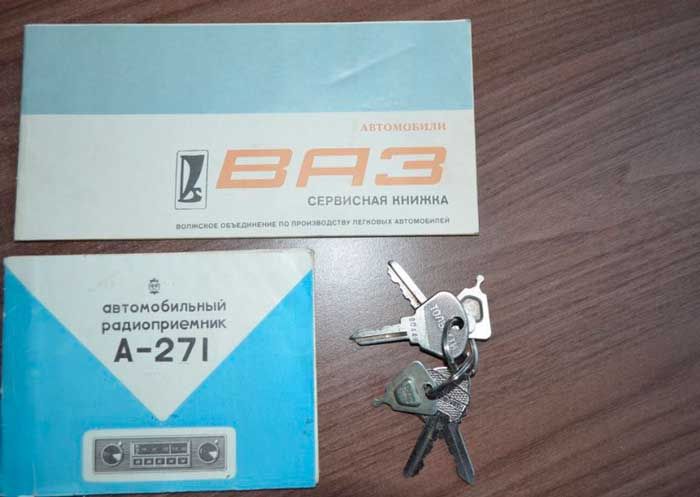 АВТОМОБИЛИ
ВАЗ
СЕРВИСНАЯ КНИЖКА
ВОЛЖСКОЕ ОБЪЕДИНЕНИЕ ПО ПРОИЗВОДСТВУ ЛЕГКОВЫХ АВТОМОБИЛЕЙ
автомобильный
радиоприемник
А-271